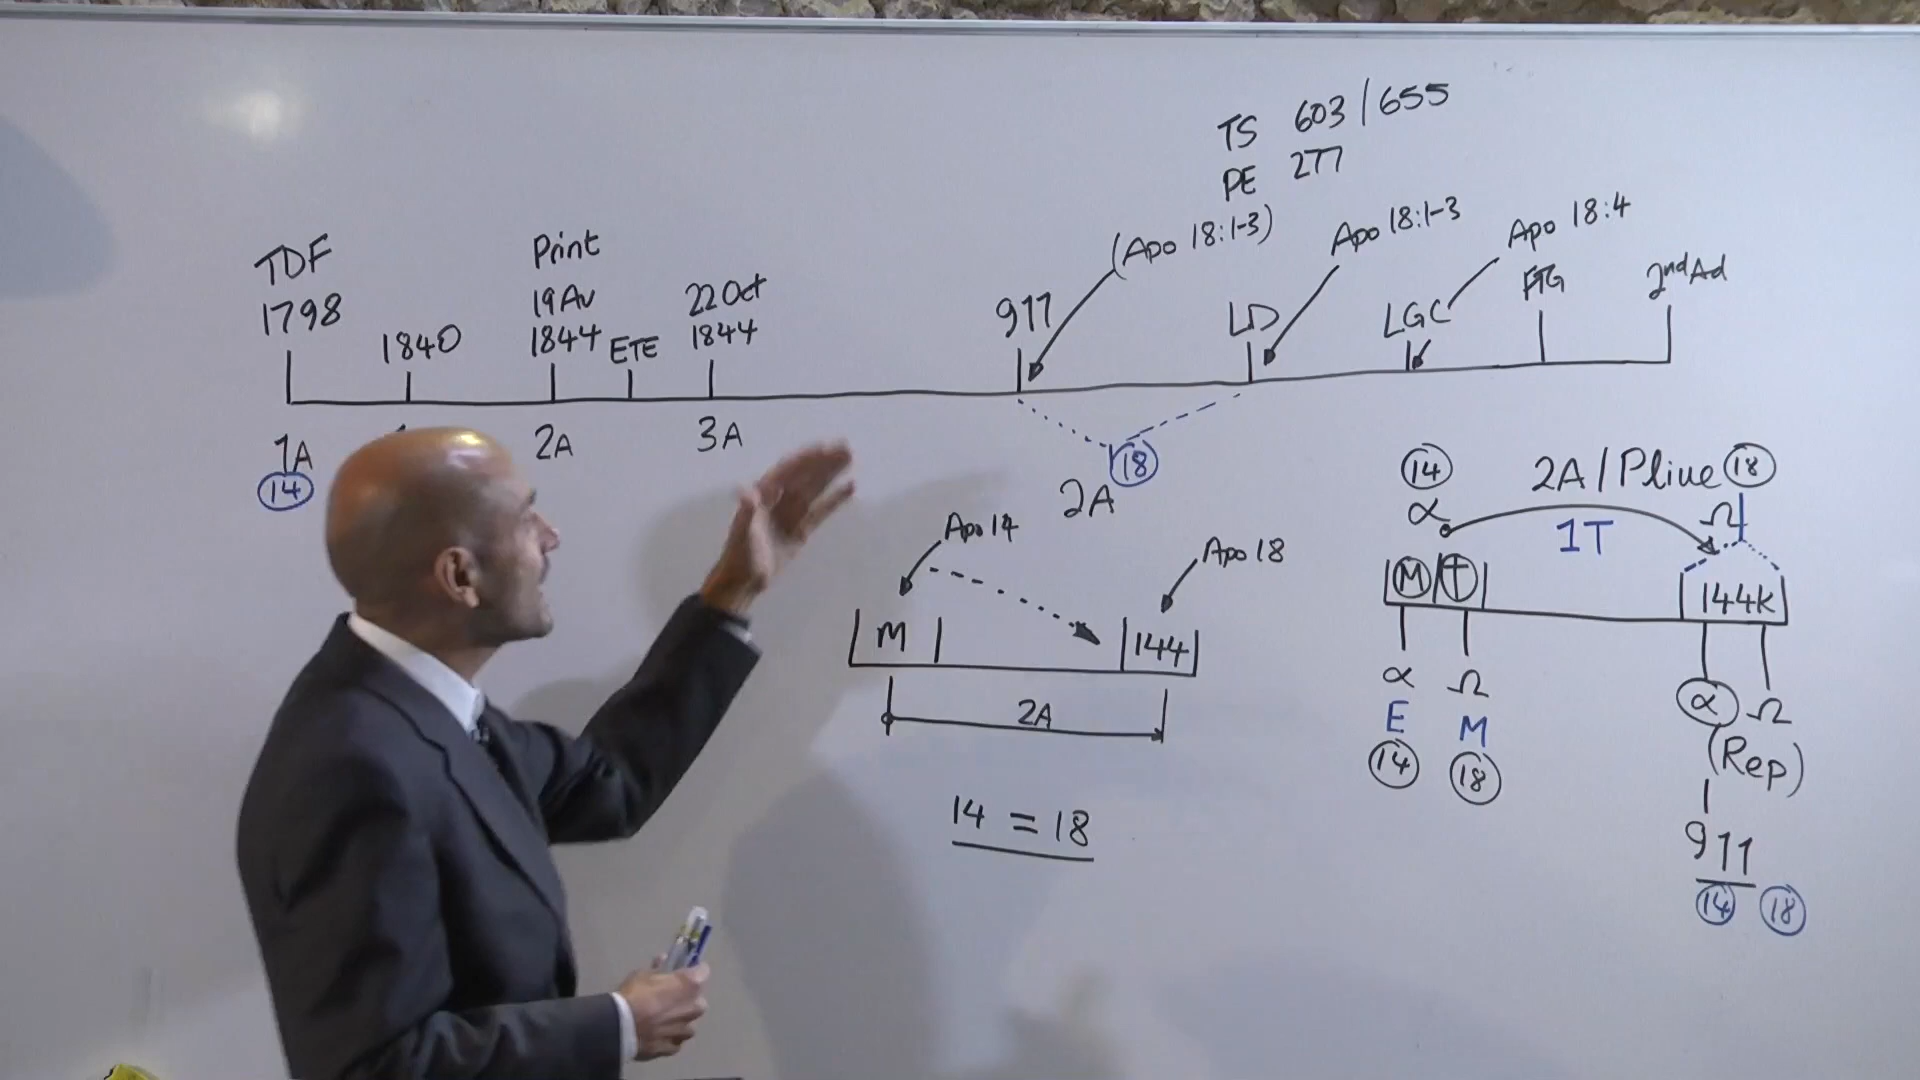 TS 603/655
PE 277
TDF
1798
1840
Print
19Av
1844
ETE
22 Oct
1844
911
(Apo 18:1-3)
LD
Apo 18:1-3
LGC
Apo 18:4
FTG
2nd Ad
1A
14
2A
3A
18
2A
Apo 14
Apo 18
M
144
2A
14 = 18
14
2A/Pline
18
α
1T
Ω
M
144K
α
Ω
E
M
14
18
α
Ω
(Rep)
911
14
18